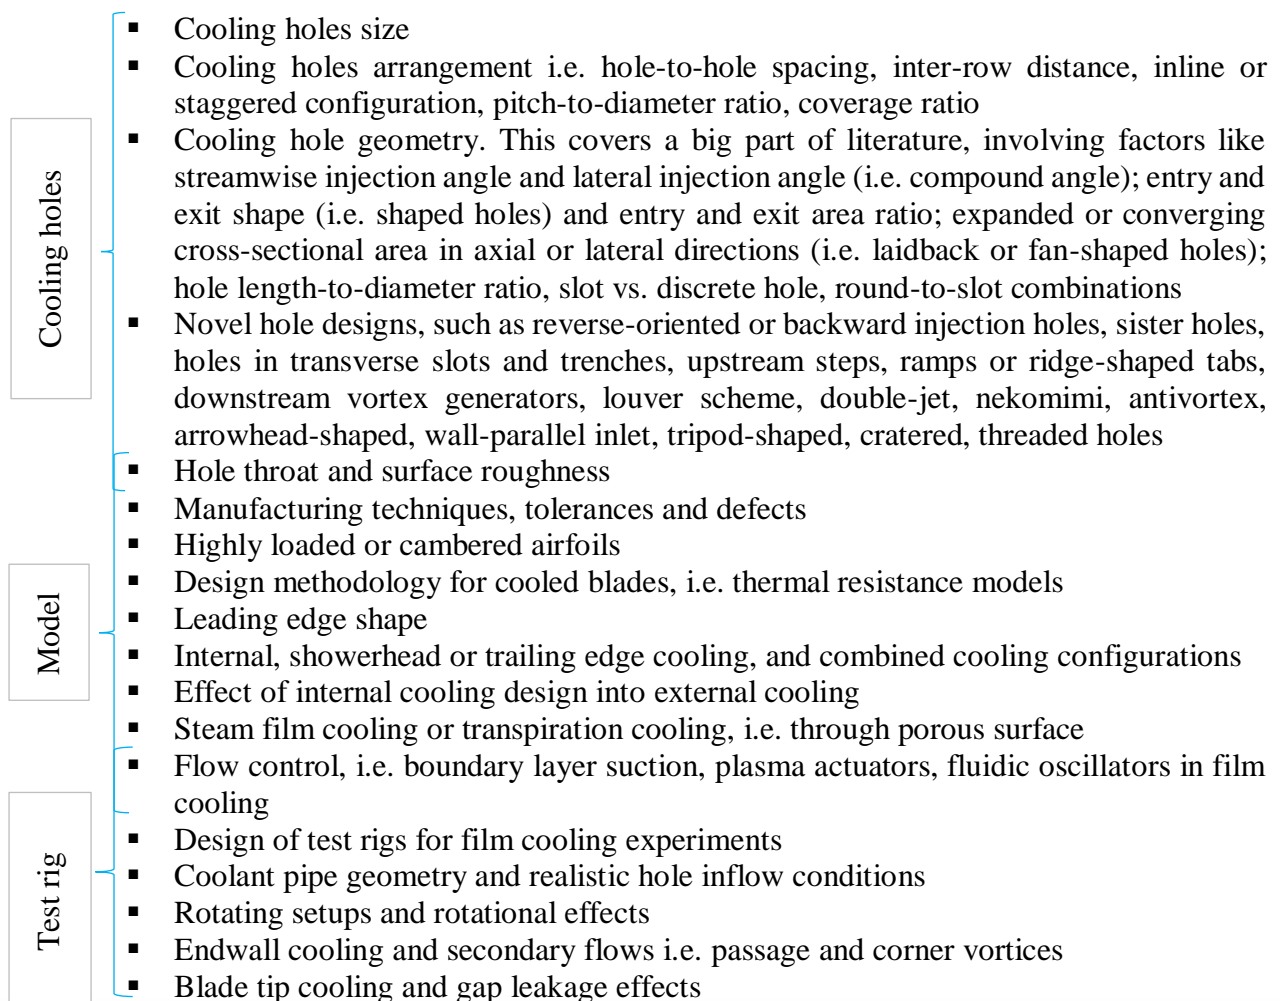 ▪ Cooling holes size
▪ Cooling holes arrangement i.e. hole-to-hole spacing, inter-row distance, inline or
staggered configuration, pitch-to-diameter ratio, coverage ratio
▪ Cooling hole geometry. This covers a big part of literature, involving factors like
streamwise injection angle and lateral injection angle (i.e. compound angle); entry and
exit shape (i.e. shaped holes) and entry and exit area ratio; expanded or converging
cross-sectional area in axial or lateral directions (i.e. laidback or fan-shaped holes);
hole length-to-diameter ratio, slot vs. discrete hole, round-to-slot combinations
▪ Novel hole designs, such as reverse-oriented or backward injection holes, sister holes,
holes in transverse slots and trenches, upstream steps, ramps or ridge-shaped tabs,
downstream vortex generators, louver scheme, double-jet, nekomimi, antivortex,
arrowhead-shaped, wall-parallel inlet, tripod-shaped, cratered, threaded holes
Cooling holes
▪ Hole throat and surface roughness
▪ Manufacturing techniques, tolerances and defects
▪ Highly loaded or cambered airfoils
▪ Design methodology for cooled blades, i.e. thermal resistance models
▪ Leading edge shape
▪ Internal, showerhead or trailing edge cooling, and combined cooling configurations
▪ Effect of internal cooling design into external cooling
▪ Steam film cooling or transpiration cooling, i.e. through porous surface
Model
▪ Flow control, i.e. boundary layer suction, plasma actuators, fluidic oscillators in film
cooling
▪ Design of test rigs for film cooling experiments
▪ Coolant pipe geometry and realistic hole inflow conditions
▪ Rotating setups and rotational effects
▪ Endwall cooling and secondary flows i.e. passage and corner vortices
▪ Blade tip cooling and gap leakage effects
Test rig